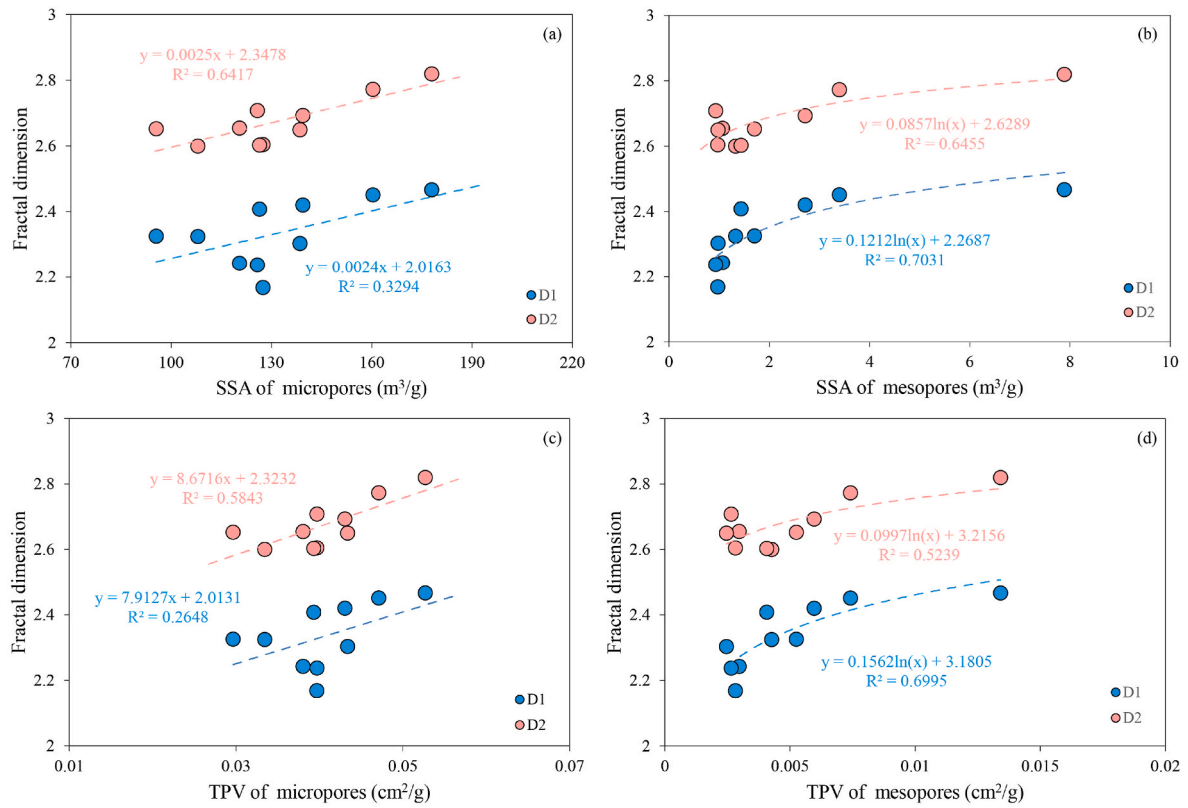 (a)
y = 0.0025x + 2.3478
R² = 0.6417
y = 0.0024x + 2.0163
R² = 0.3294
D1
D2
3
2.8
2.6
2.4
2.2
2
Fractal dimension
70 100 130 160 190 220
SSA of micropores (m³/g)
(b)
y = 0.0857ln(x) + 2.6289
R² = 0.6455
y = 0.1212ln(x) + 2.2687
R² = 0.7031
D1
D2
3
2.8
2.6
2.4
2.2
2
Fractal dimension
0 2 4 6 8 10
SSA of mesopores (m³/g)
(c)
y = 8.6716x + 2.3232
R² = 0.5843
y = 7.9127x + 2.0131
R² = 0.2648
D1
D2
3
2.8
2.6
2.4
2.2
2
Fractal dimension
0.01 0.03 0.05 0.07
TPV of micropores (cm²/g)
(d)
y = 0.0997ln(x) + 3.2156
R² = 0.5239
y = 0.1562ln(x) + 3.1805
R² = 0.6995
D1
D2
3
2.8
2.6
2.4
2.2
2
Fractal dimension
0 0.005 0.01 0.015 0.02
TPV of mesopores (cm²/g)